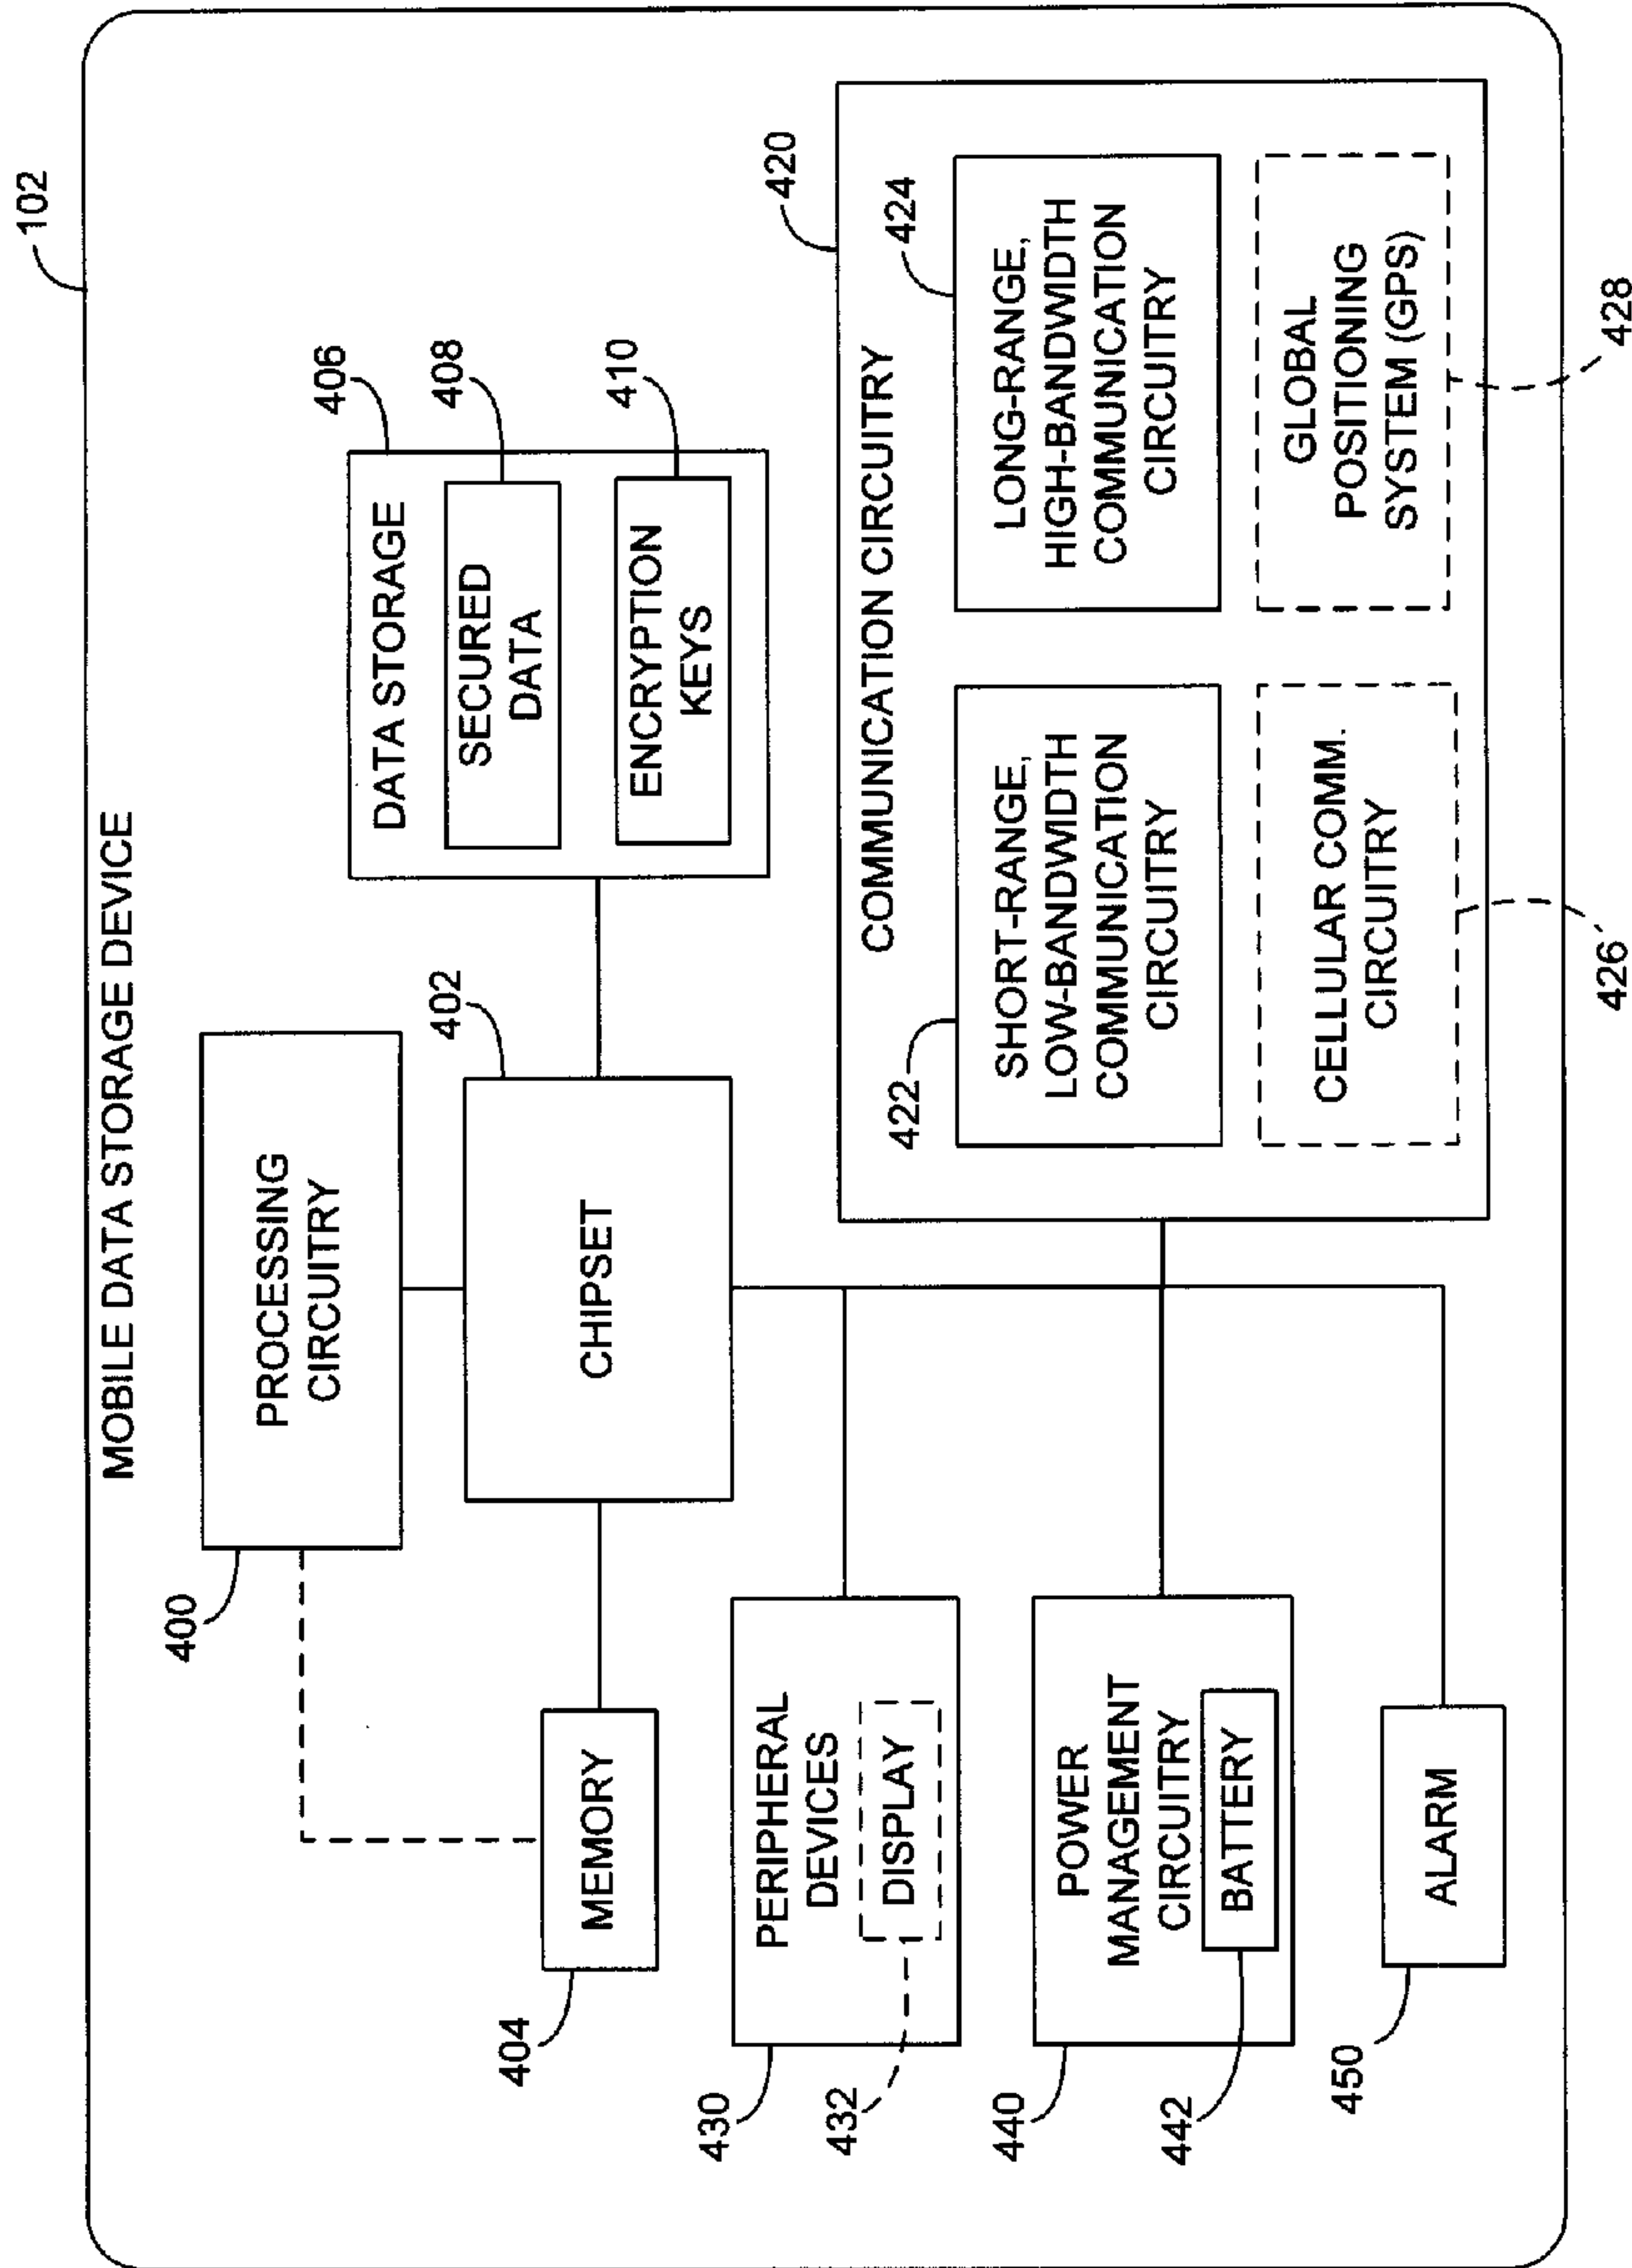 102
MOBILE DATA STORAGE DEVICE
400
PROCESSING
CIRCUITRY
402
CHIPSET
404
MEMORY
406
DATA STORAGE
408
SECURED
DATA
410
ENCRYPTION
KEYS
430
PERIPHERAL
DEVICES
432
DISPLAY
440
POWER
MANAGEMENT
CIRCUITRY
442
BATTERY
450
ALARM
420
COMMUNICATION CIRCUITRY
422
SHORT-RANGE,
LOW-BANDWIDTH
COMMUNICATION
CIRCUITRY
424
LONG-RANGE,
HIGH-BANDWIDTH
COMMUNICATION
CIRCUITRY
CELLULAR COMM.
CIRCUITRY
426
GLOBAL
POSITIONING
SYSTEM (GPS)
428